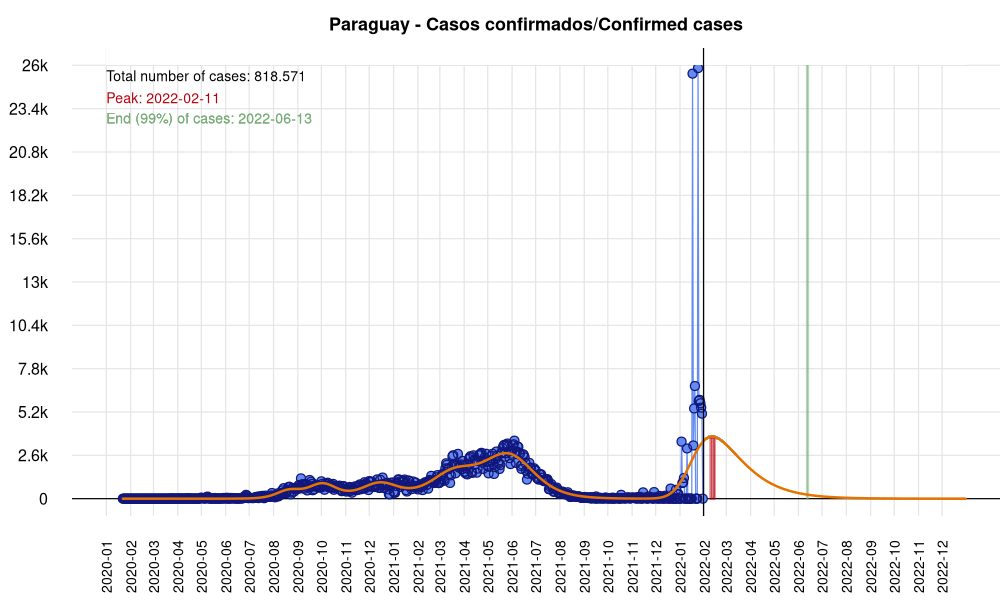 Paraguay - Casos confirmados/Confirmed cases
Total number of cases: 818.571
Peak: 2022-02-11
End (99%) of cases: 2022-06-13
26k
23.4k
20.8k
18.2k
15.6k
13k
10.4k
7.8k
5.2k
2.6k
0
2020-01
2020-02
2020-03
2020-04
2020-05
2020-06
2020-07
2020-08
2020-09
2020-10
2020-11
2020-12
2021-01
2021-02
2021-03
2021-04
2021-05
2021-06
2021-07
2021-08
2021-09
2021-10
2021-11
2021-12
2022-01
2022-02
2022-03
2022-04
2022-05
2022-06
2022-07
2022-08
2022-09
2022-10
2022-11
2022-12